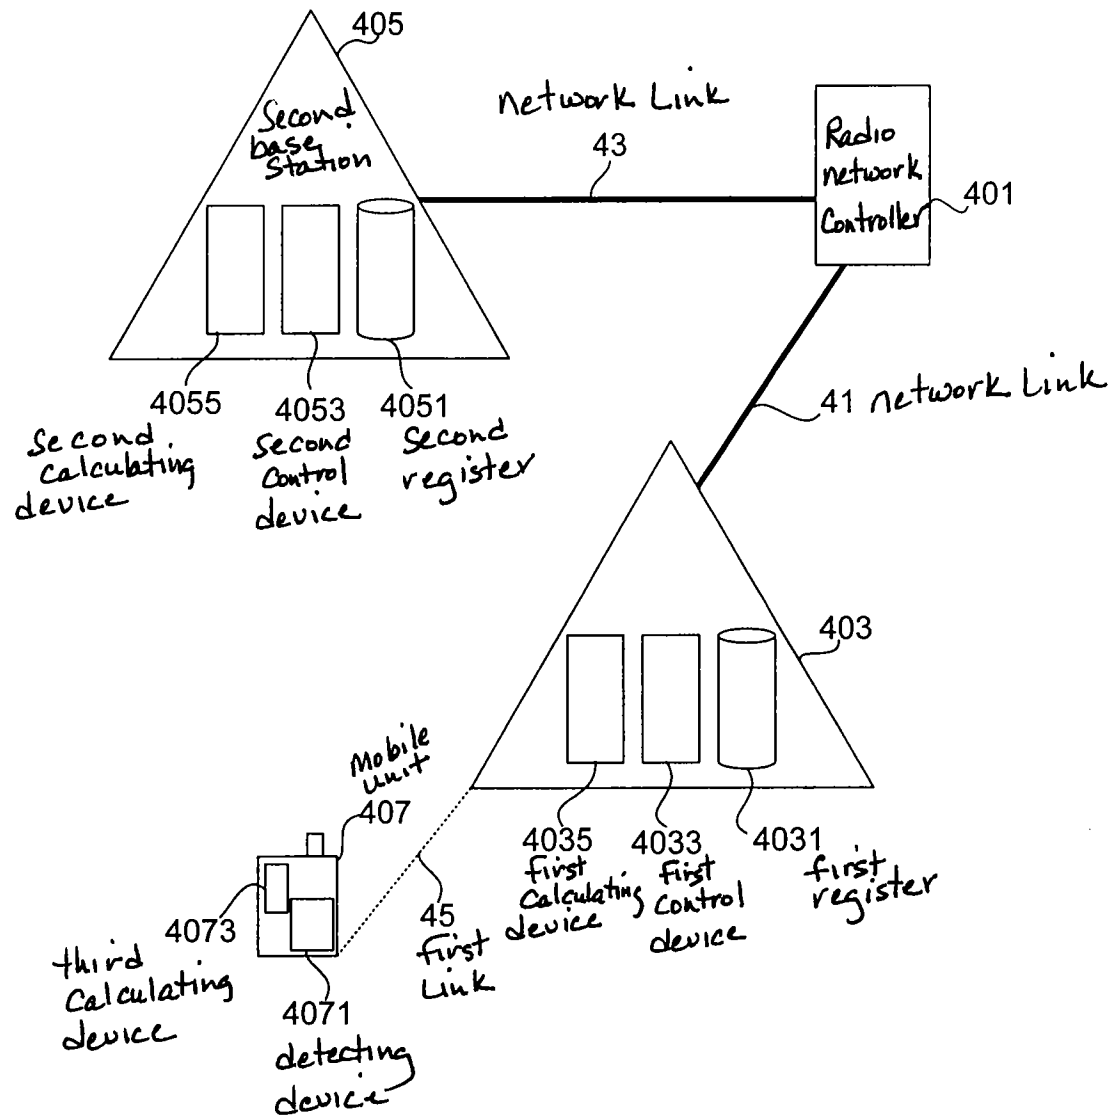 405
Second
base
Station
network Link
43
Radio
network
Controller
401
4055
second
calculating
device
4053
second
control
device
4051
second
register
41 network Link
403
Mobile
unit
407
4035
first
calculating
device
4033
first
control
device
4031
first
register
45
first
Link
4073
third
calculating
device
4071
detecting
device